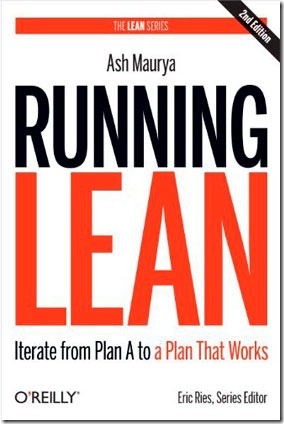 THE LEAN SERIES
2nd Edition
Ash Maurya
RUNNING
LEAN
Iterate from Plan A to a Plan That Works
O'REILLY®
Eric Ries, Series Editor